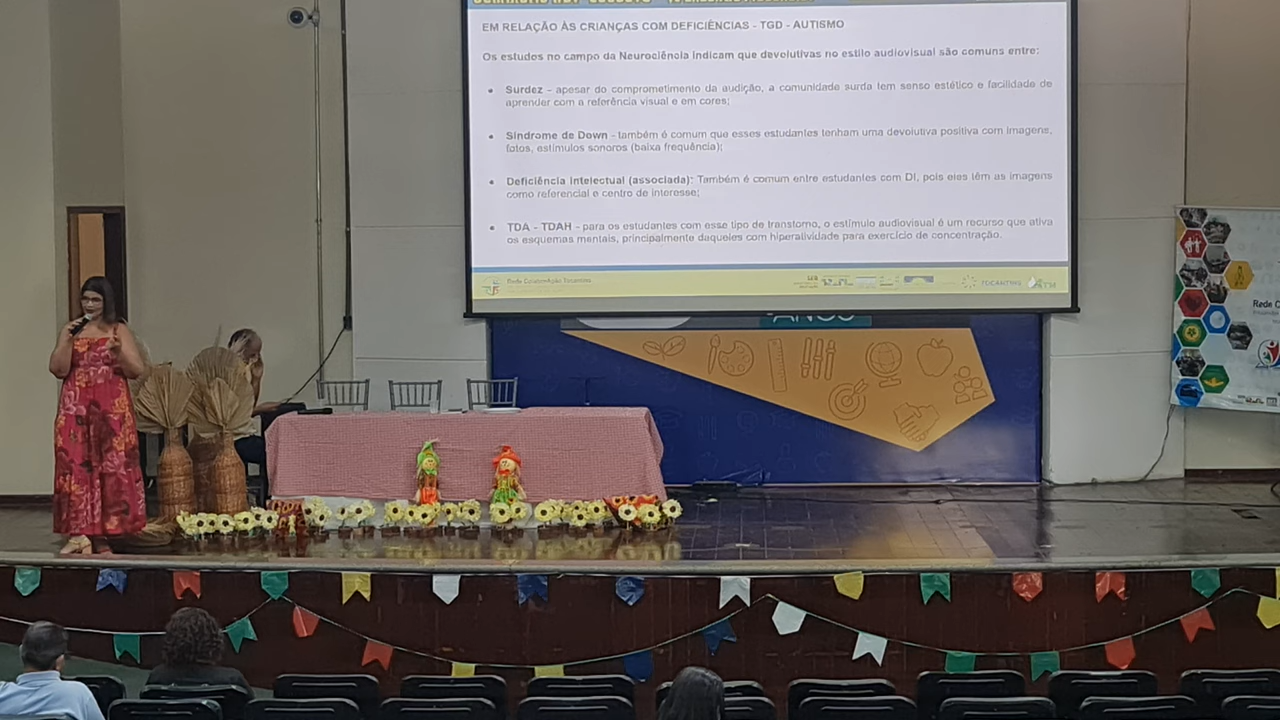 EM RELAÇÃO ÀS CRIANÇAS COM DEFICIÊNCIAS - TGD - AUTISMO
Os estudos no campo da Neurociência indicam que devolutivas no estilo audiovisual são comuns entre:
• Surdez – apesar do comprometimento da audição, a comunidade surda tem senso estético e facilidade de
aprender com a referência visual e em cores;
• Síndrome de Down - também é comum que esses estudantes tenham uma devolutiva positiva com imagens,
fotos, estímulos sonoros (baixa frequência);
• Deficiência intelectual (associada): Também é comum entre estudantes com DI, pois eles têm as imagens
como referencial e centro de interesse;
• TDA - TDAH - para os estudantes com esse tipo de transtorno, o estímulo audiovisual é um recurso que ativa
os esquemas mentais, principalmente daqueles com hiperatividade para exercício de concentração.
Rede ColaborAção Tocantins
TOCANTINS
ANOS
Rede C